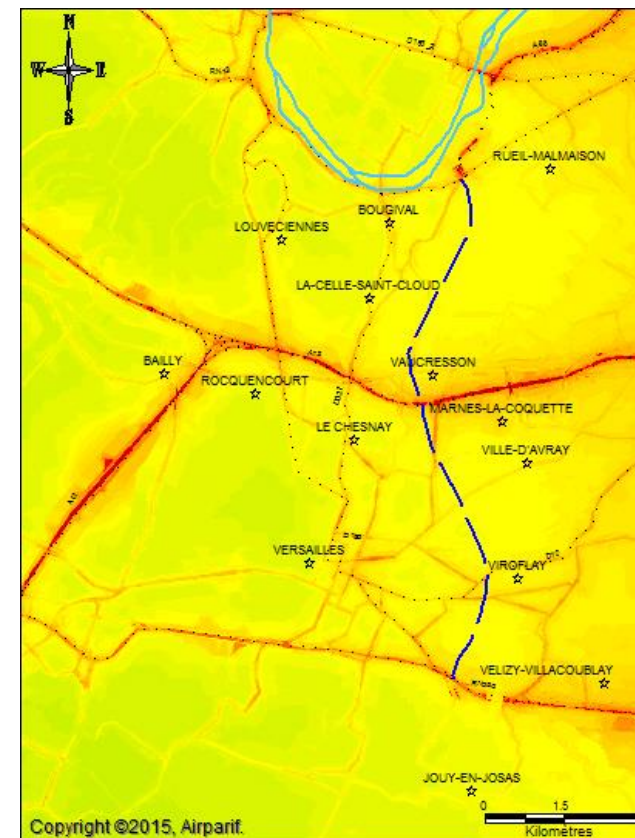 N
W E
S
RUEIL-MALMAISON
BOUGIVAL
LOUVECIENNES
LA-CELLE-SAINT-CLOUD
BAILLY
VAUCRESSON
ROCQUENCOURT
MARNES-LA-COQUETTE
LE CHESNAY
VILLE-D'AVRAY
VERSAILLES
VIROFLAY
VELIZY-VILLACOUBLAY
JOUY-EN-JOSAS
0 1.5
Kilomètres
Copyright ©2015, Airparif.